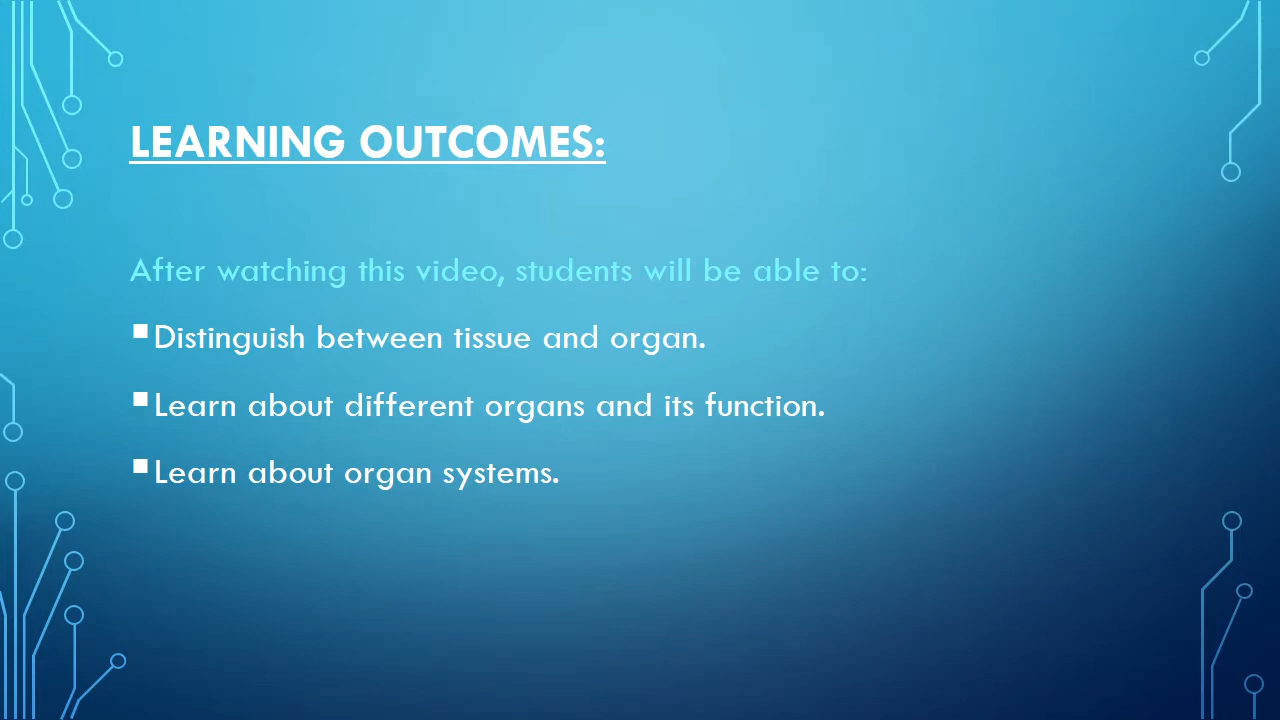 LEARNING OUTCOMES:
After watching this video, students will be able to:
▪Distinguish between tissue and organ.
▪Learn about different organs and its function.
▪Learn about organ systems.